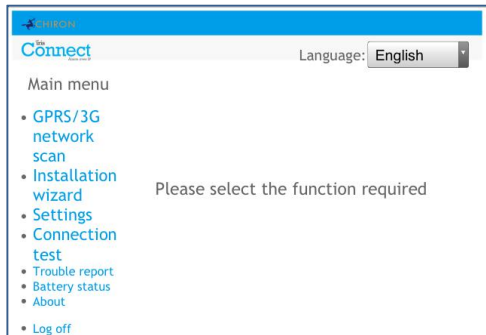 CHIRON
iris
Connect
Language: English
Main menu
GPRS/3G
network
scan
Installation
wizard
Please select the function required
Settings
Connection
test
Trouble report
Battery status
About
Log off